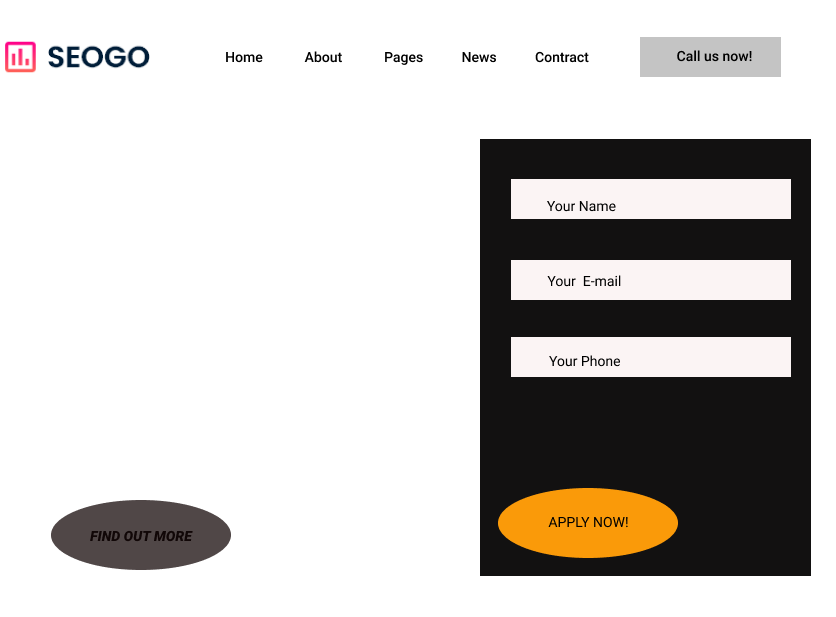 SEOGO
Home About Pages News Contract
Call us now!
Your Name
Your  E-mail
Your Phone
APPLY NOW!
FIND OUT MORE